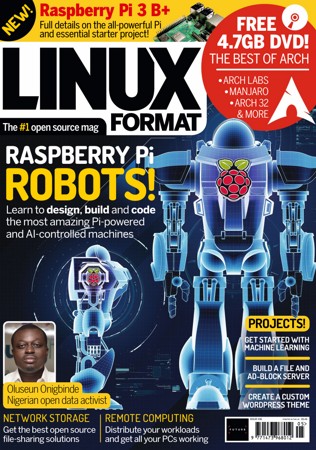 NEW!
Raspberry Pi 3 B+
Full details on the all-powerful Pi
and essential starter project!
FREE
4.7GB DVD!
THE BEST OF ARCH
• ARCH LABS
• MANJARO
• ARCH 32
& MORE
LINUX
FORMAT
The #1 open source mag
RASPBERRY Pi
ROBOTS!
Learn to design, build and code
the most amazing Pi-powered
and AI-controlled machines
Oluseun Onigbinde
Nigerian open data activist
PROJECTS!
GET STARTED WITH
MACHINE LEARNING
BUILD A FILE AND
AD-BLOCK SERVER
CREATE A CUSTOM
WORDPRESS THEME
NETWORK STORAGE
Get the best open source
file-sharing solutions
REMOTE COMPUTING
Distribute your workloads
and get all your PCs working
FUTURE